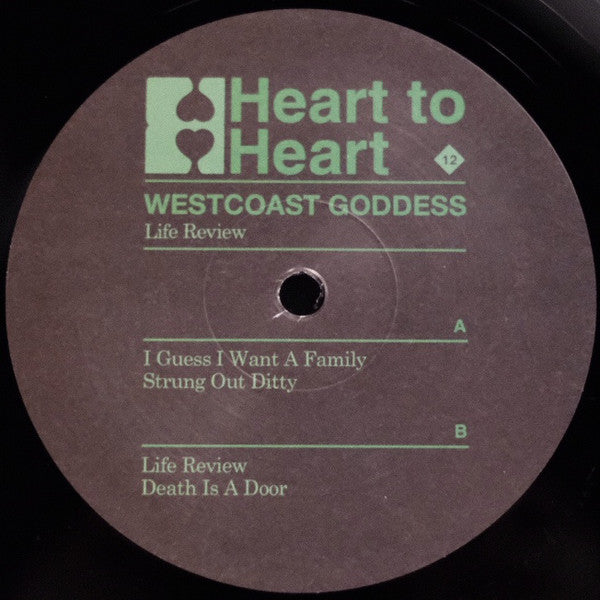 Heart to
Heart
12
WESTCOAST GODDESS
Life Review
A
I Guess I Want A Family
Strung Out Ditty
B
Life Review
Death Is A Door